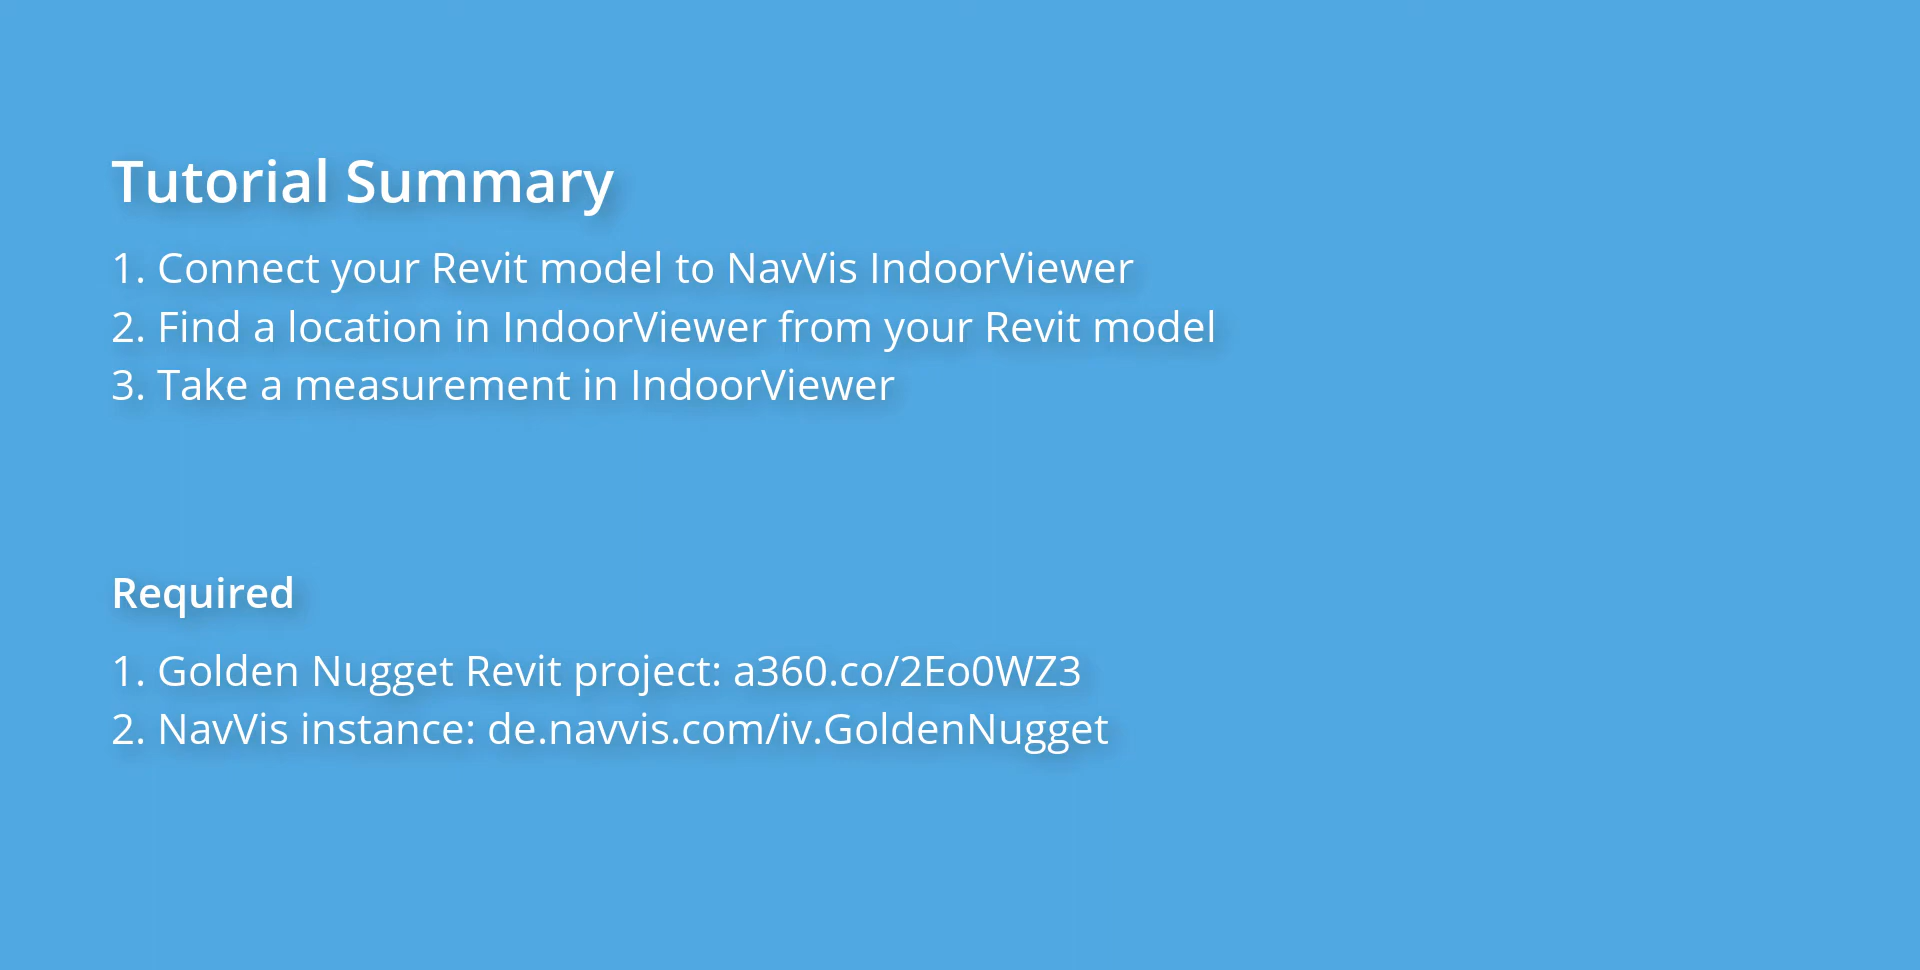 Tutorial Summary
1. Connect your Revit model to NavVis IndoorViewer
2. Find a location in IndoorViewer from your Revit model
3. Take a measurement in IndoorViewer
Required
1. Golden Nugget Revit project: a360.co/2Eo0WZ3
2. NavVis instance: de.navvis.com/iv.GoldenNugget